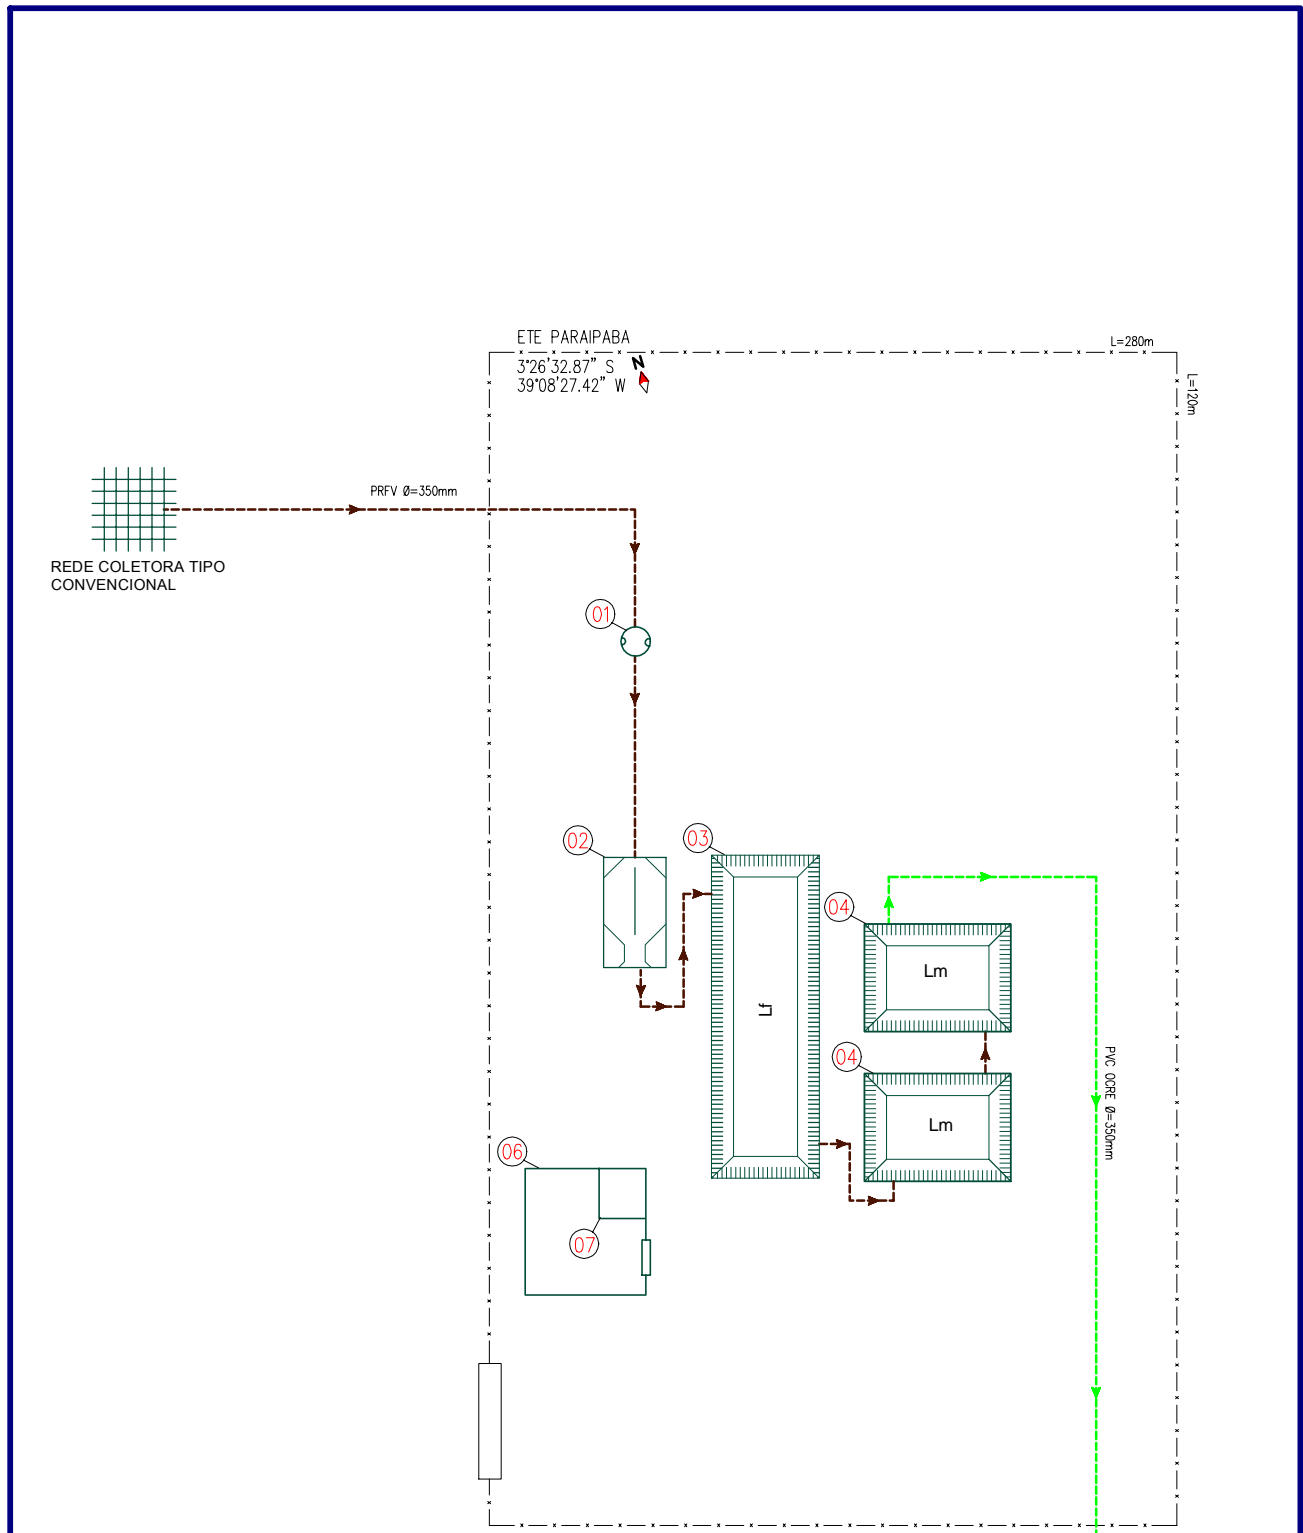 ETE PARAIPABA
L=280m
3°26'32.87" S
39°08'27.42" W
N
L=120m
PRFV Ø=350mm
REDE COLETORA TIPO
CONVENCIONAL
01
02
03
04
Lm
Lf
04
PVC OCRE Ø=350mm
Lm
06
07